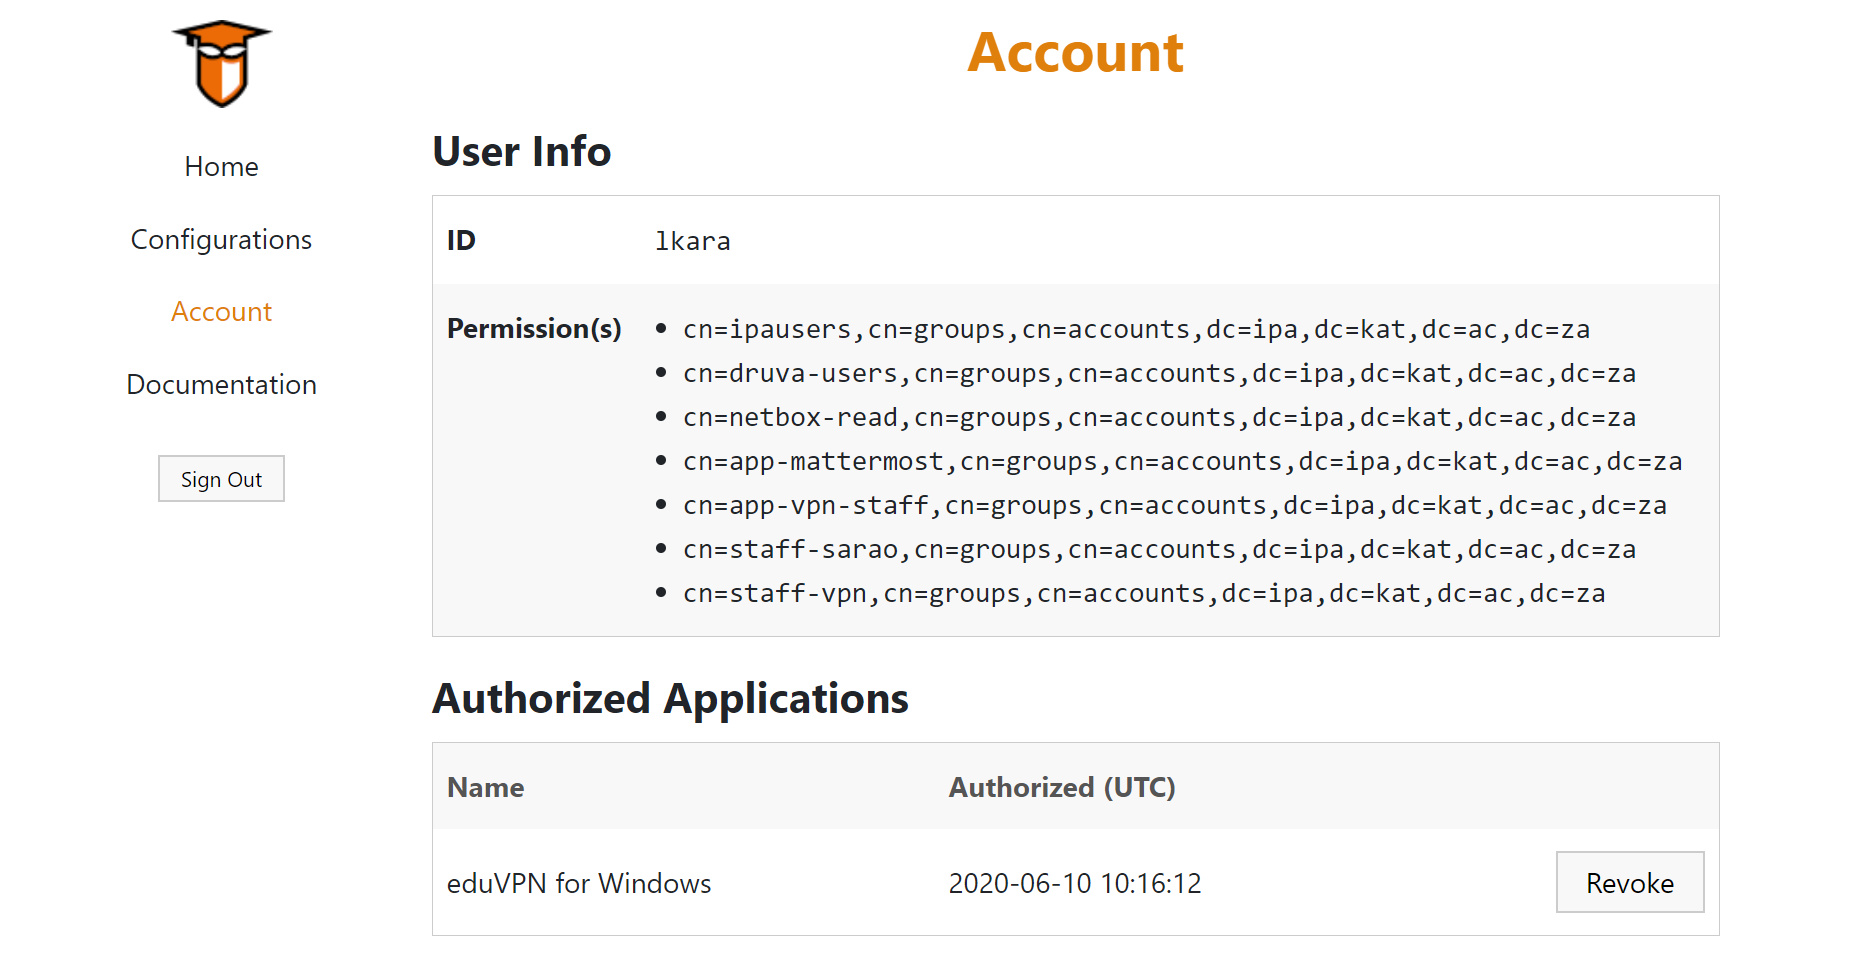 Account
Home
Configurations
Account
Documentation
Sign Out
User Info
ID lkara
Permission(s)
• cn=ipausers,cn=groups,cn=accounts,dc=ipa,dc=kat,dc=ac,dc=za
• cn=druva-users,cn=groups,cn=accounts,dc=ipa,dc=kat,dc=ac,dc=za
• cn=netbox-read,cn=groups,cn=accounts,dc=ipa,dc=kat,dc=ac,dc=za
• cn=app-mattermost,cn=groups,cn=accounts,dc=ipa,dc=kat,dc=ac,dc=za
• cn=app-vpn-staff,cn=groups,cn=accounts,dc=ipa,dc=kat,dc=ac,dc=za
• cn=staff-sarao,cn=groups,cn=accounts,dc=ipa,dc=kat,dc=ac,dc=za
• cn=staff-vpn,cn=groups,cn=accounts,dc=ipa,dc=kat,dc=ac,dc=za
Authorized Applications
Name Authorized (UTC)
eduVPN for Windows 2020-06-10 10:16:12 Revoke